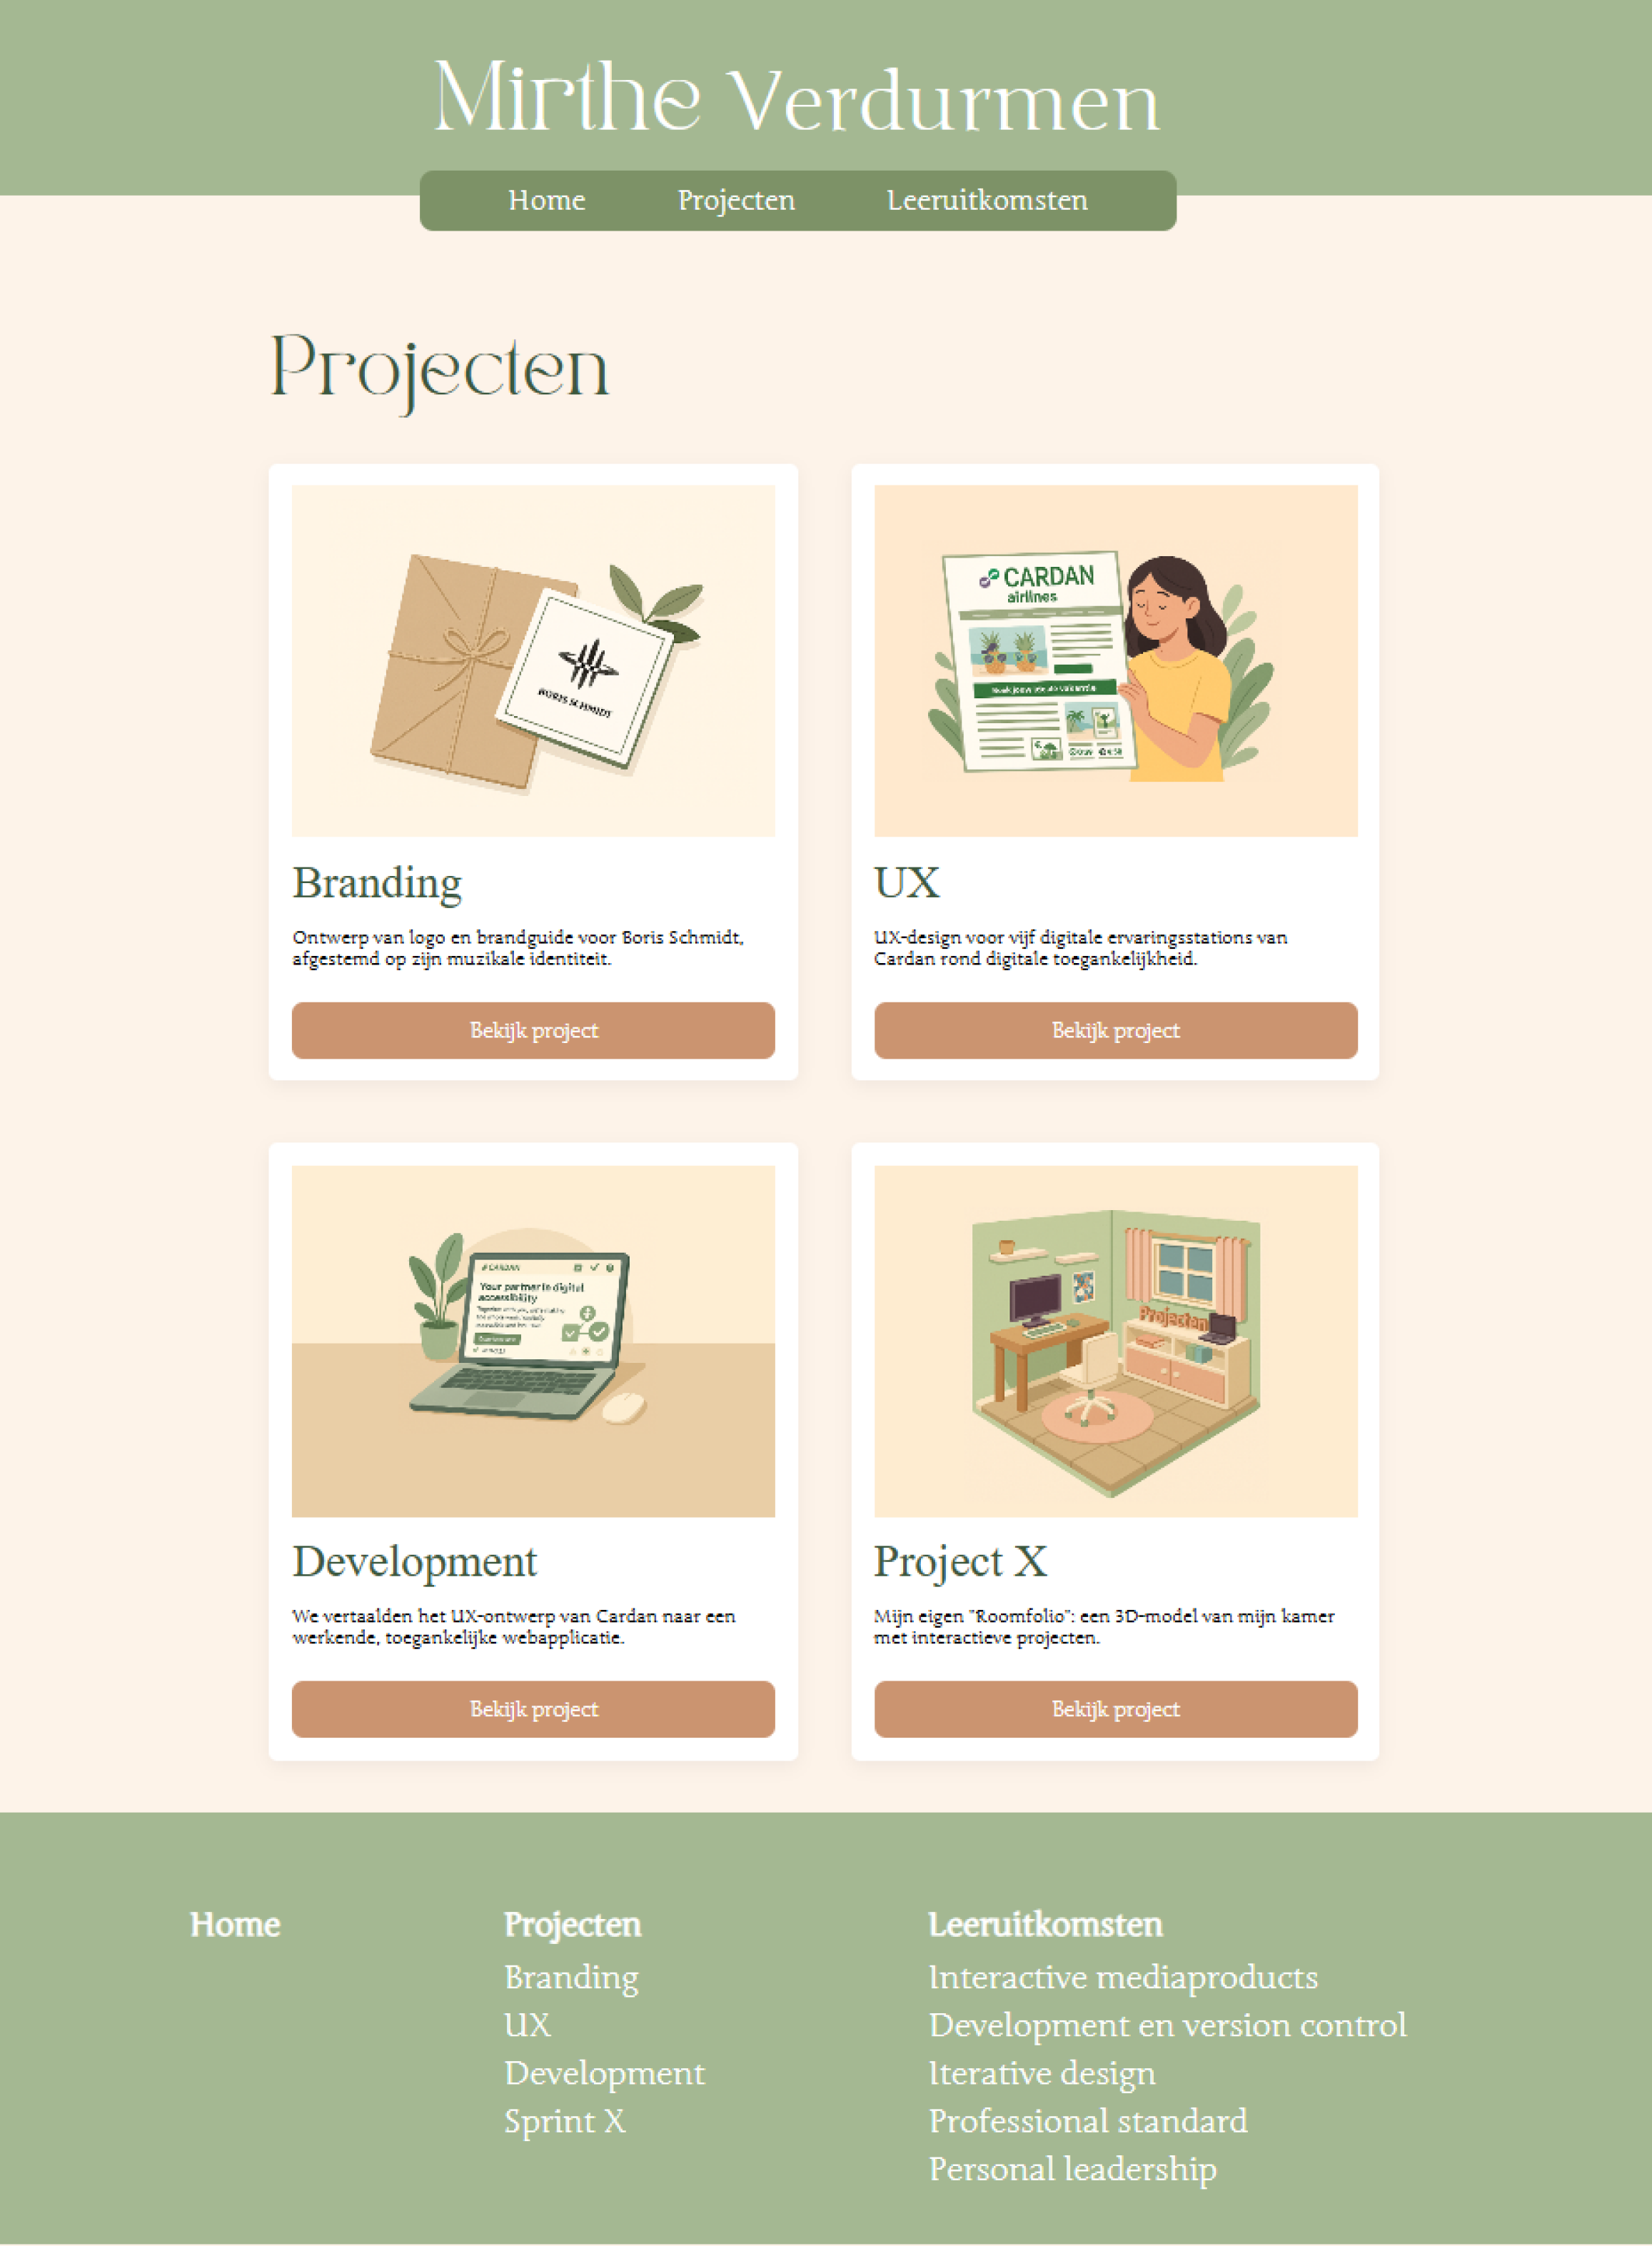 Mirthe Verdurmen
Home Projecten Leeruitkomsten
Projecten
BORIS SCHMIDT
CARDAN
airlines
Branding
Ontwerp van logo en brandguide voor Boris Schmidt,
afgestemd op zijn muzikale identiteit.
Bekijk project
UX
UX-design voor vijf digitale ervaringsstations van
Cardan rond digitale toegankelijkheid.
Bekijk project
CARDAN
Your partner in digital
accessibility
Projecten
Development
We vertaalden het UX-ontwerp van Cardan naar een
werkende, toegankelijke webapplicatie.
Bekijk project
Project X
Mijn eigen "Roomfolio": een 3D-model van mijn kamer
met interactieve projecten.
Bekijk project
Home
Projecten
Branding
UX
Development
Sprint X
Leeruitkomsten
Interactive mediaproducts
Development en version control
Iterative design
Professional standard
Personal leadership